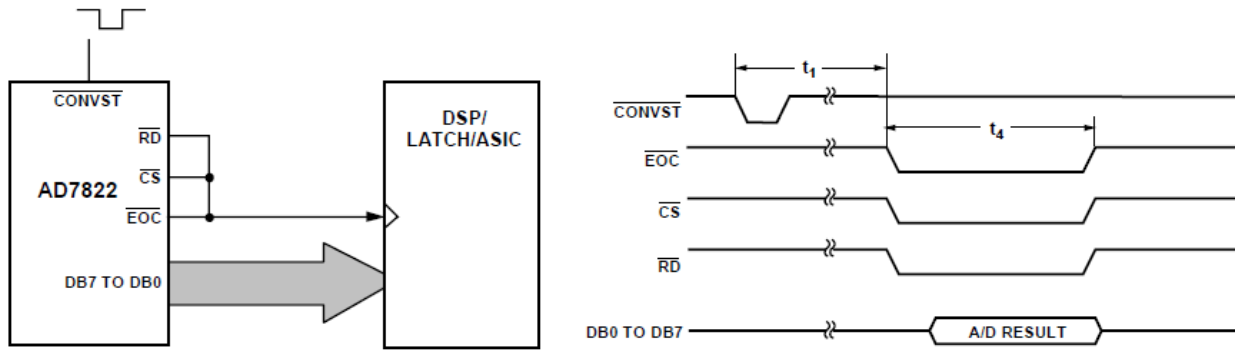 CONVST
RD
CS
EOC
AD7822
DB7 TO DB0
DSP/
LATCH/ASIC
t1
CONVST
t4
EOC
CS
RD
DB0 TO DB7
A/D RESULT